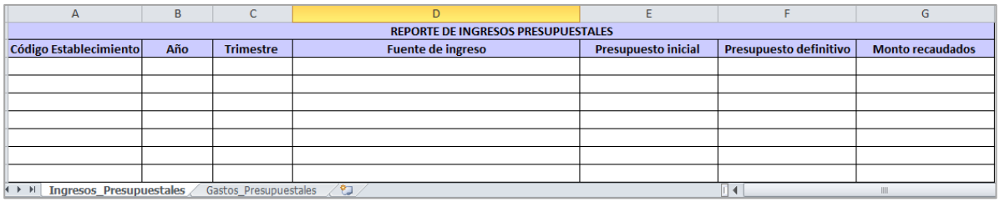 A B C D E F G
REPORTE DE INGRESOS PRESUPUESTALES
Código Establecimiento Año Trimestre Fuente de ingreso Presupuesto inicial Presupuesto definitivo Monto recaudados
Ingresos_Presupuestales Gastos_Presupuestales